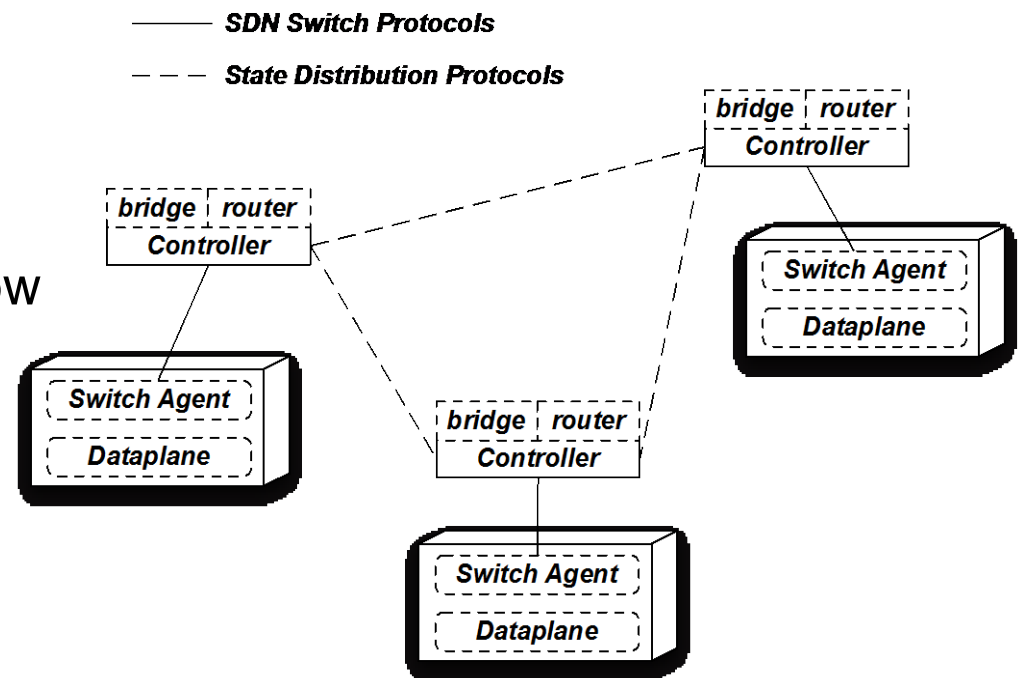 SDN Switch Protocols
State Distribution Protocols
bridge router
Controller
bridge router
Controller
ow
Switch Agent
Dataplane
Switch Agent
Dataplane
bridge router
Controller
Switch Agent
Dataplane